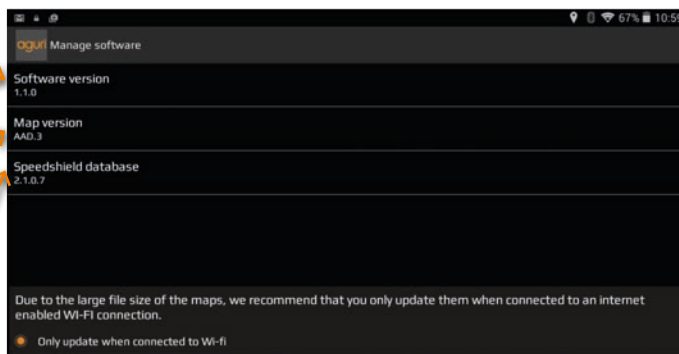 67% 10:59
aguri Manage software
Software version
1.1.0
Map version
AAD.3
Speedshield database
2.1.0.7
Due to the large file size of the maps, we recommend that you only update them when connected to an internet
enabled WI-FI connection.
Only update when connected to Wi-fi